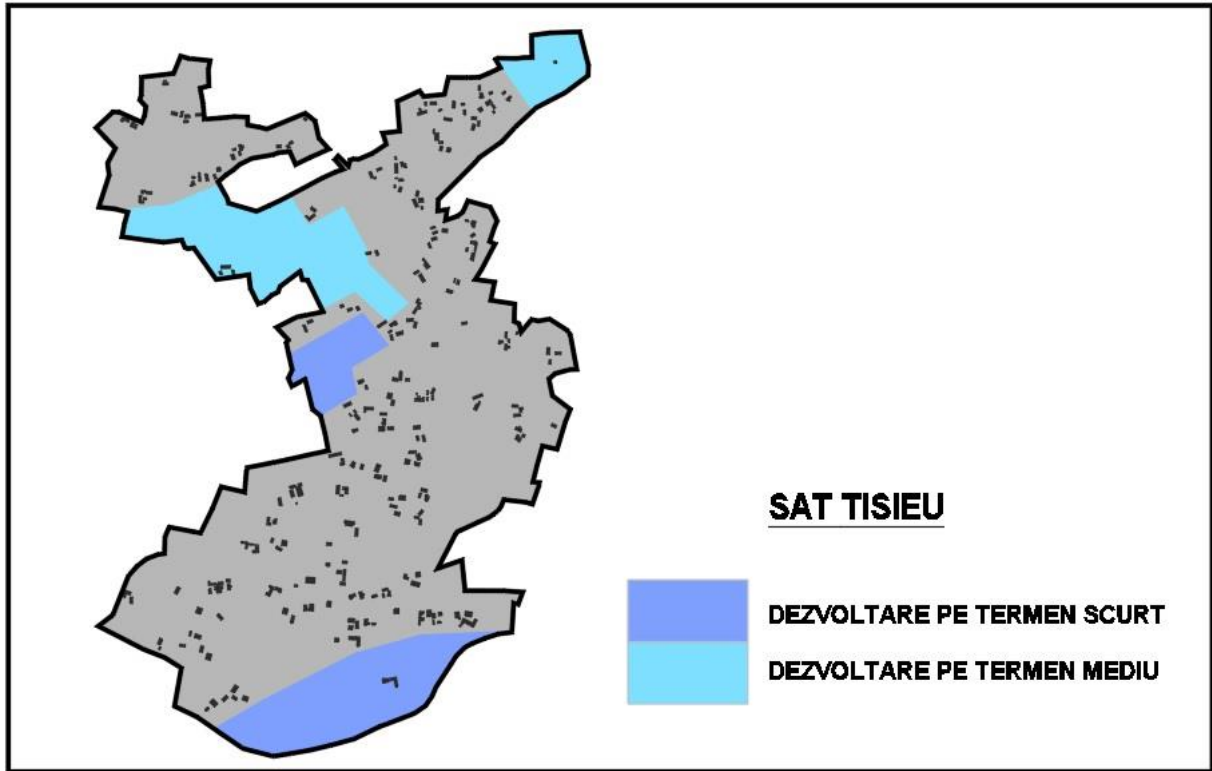 SAT TISIEU
DEZVOLTARE PE TERMEN SCURT
DEZVOLTARE PE TERMEN MEDIU